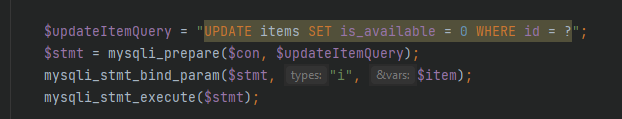 $updateItemQuery = "UPDATE items SET is_available = 0 WHERE id = ?";
$stmt = mysqli_prepare($con, $updateItemQuery);
mysqli_stmt_bind_param($stmt, types: "i", &vars: $item);
mysqli_stmt_execute($stmt);